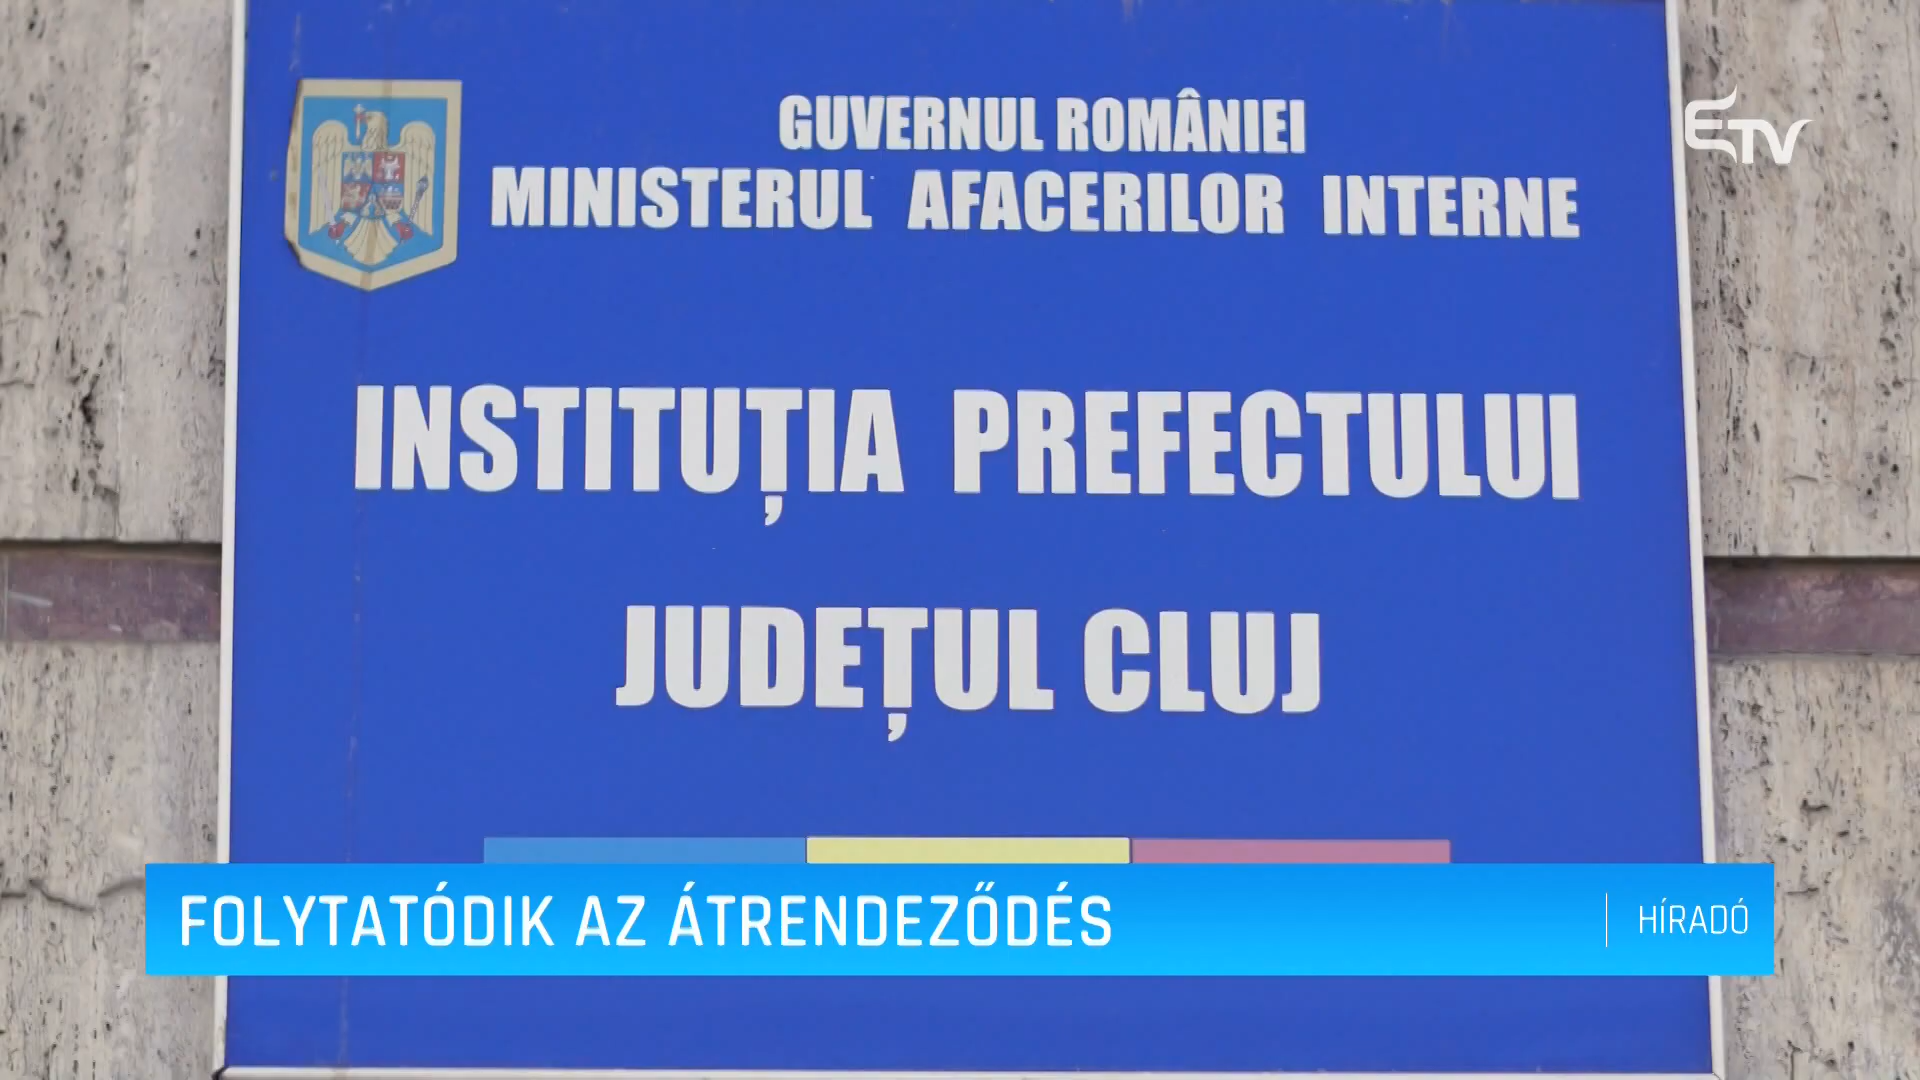 GUVERNUL ROMÂNIEI
ETV
MINISTERUL AFACERILOR INTERNE
INSTITUȚIA PREFECTULUI
JUDEȚUL CLUJ
FOLYTATÓDIK AZ ÁTRENDEZŐDÉS
HÍRADÓ